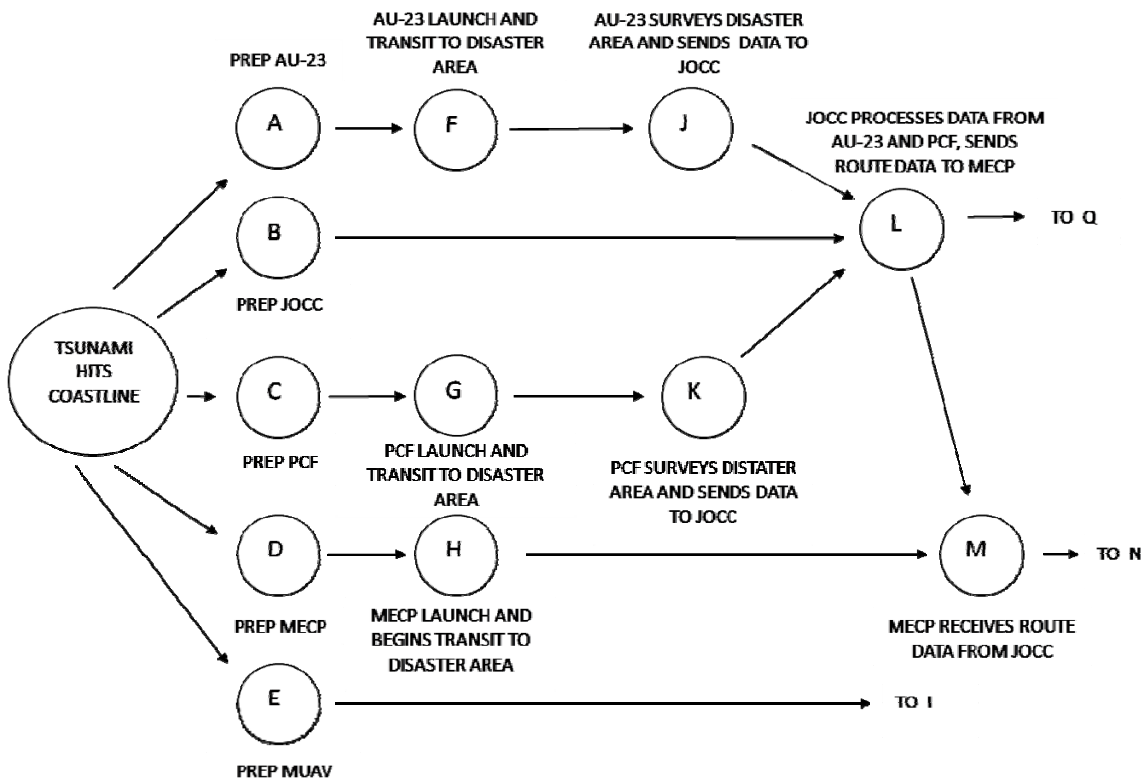 AU-23 LAUNCH AND
TRANSIT TO DISASTER
AREA
AU-23 SURVEYS DISASTER
AREA AND SENDS DATA TO
JOCC
PREP AU-23
A
F
J
JOCC PROCESSES DATA FROM
AU-23 AND PCF, SENDS
ROUTE DATA TO MECP
B
L
TO Q
PREP JOCC
TSUNAMI
HITS
COASTLINE
C
G
K
PREP PCF
PCF LAUNCH AND
TRANSIT TO DISASTER
AREA
PCF SURVEYS DISTATER
AREA AND SENDS DATA
TO JOCC
D
H
M
TO N
PREP MECP
MECP LAUNCH AND
BEGINS TRANSIT TO
DISASTER AREA
MECP RECEIVES ROUTE
DATA FROM JOCC
E
TO I
PREP MUAV